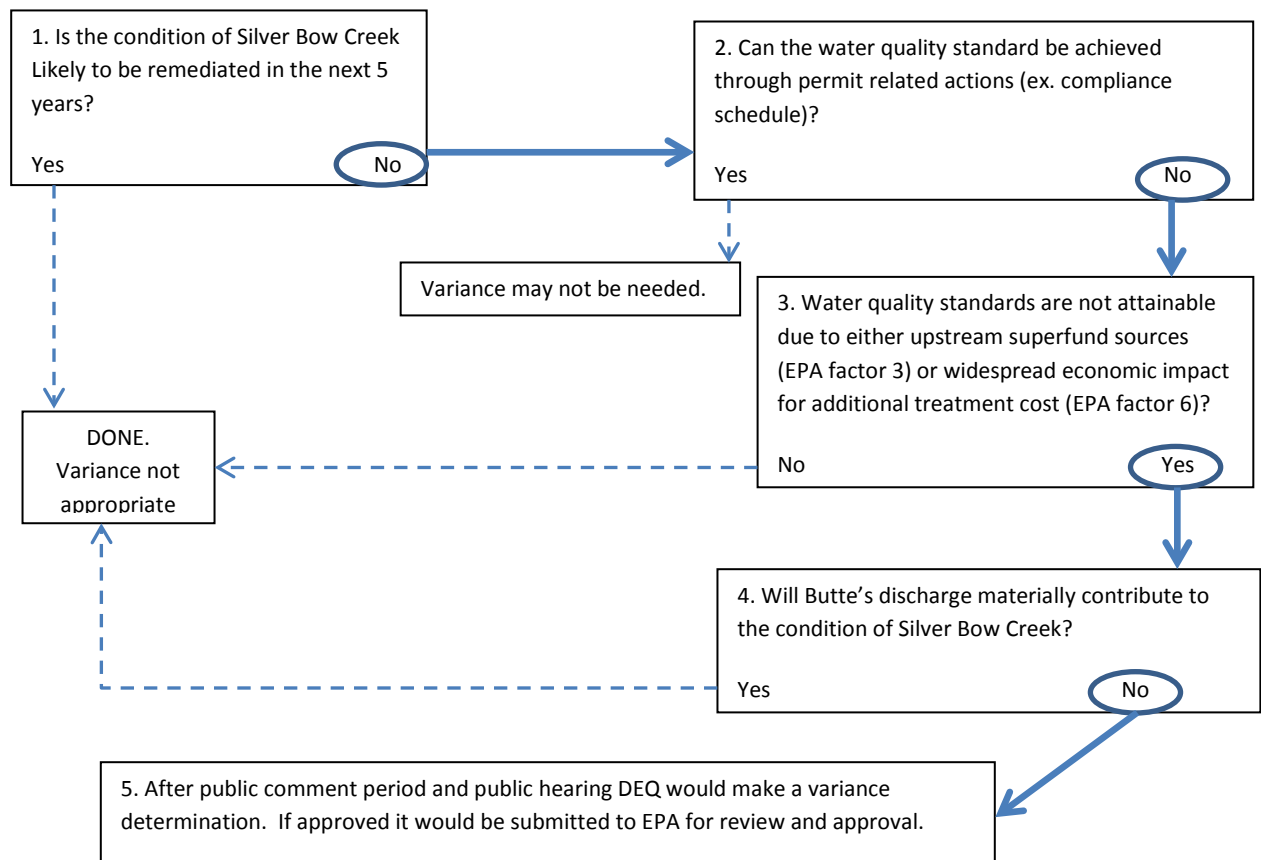 1. Is the condition of Silver Bow Creek
Likely to be remediated in the next 5
years?
Yes No
2. Can the water quality standard be achieved
through permit related actions (ex. compliance
schedule)?
Yes No
Variance may not be needed.
3. Water quality standards are not attainable
due to either upstream superfund sources
(EPA factor 3) or widespread economic impact
for additional treatment cost (EPA factor 6)?
No Yes
DONE.
Variance not
appropriate
4. Will Butte’s discharge materially contribute to
the condition of Silver Bow Creek?
Yes No
5. After public comment period and public hearing DEQ would make a variance
determination.  If approved it would be submitted to EPA for review and approval.